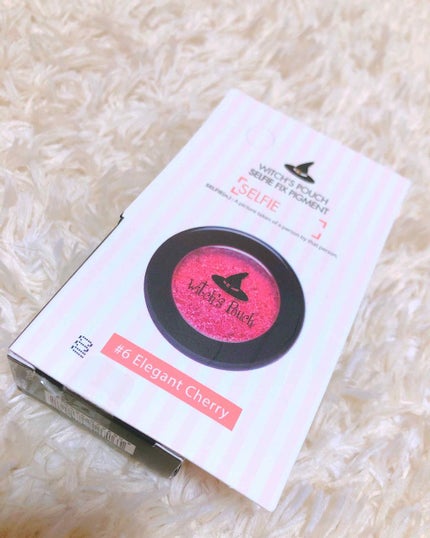 WITCH'S POUCH
SELFIE FIX PIGMENT
SELFIE
SELFIE(n.) : A picture taken of a person by that person.
Witch's Pouch
#6 Elegant Cherry